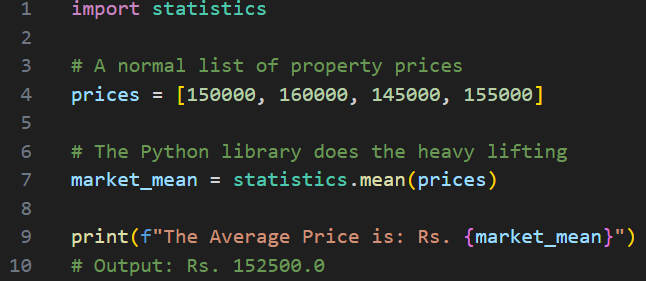 1 import statistics
2
3 # A normal list of property prices
4 prices = [150000, 160000, 145000, 155000]
5
6 # The Python library does the heavy lifting
7 market_mean = statistics.mean(prices)
8
9 print(f"The Average Price is: Rs. {market_mean}")
10 # Output: Rs. 152500.0